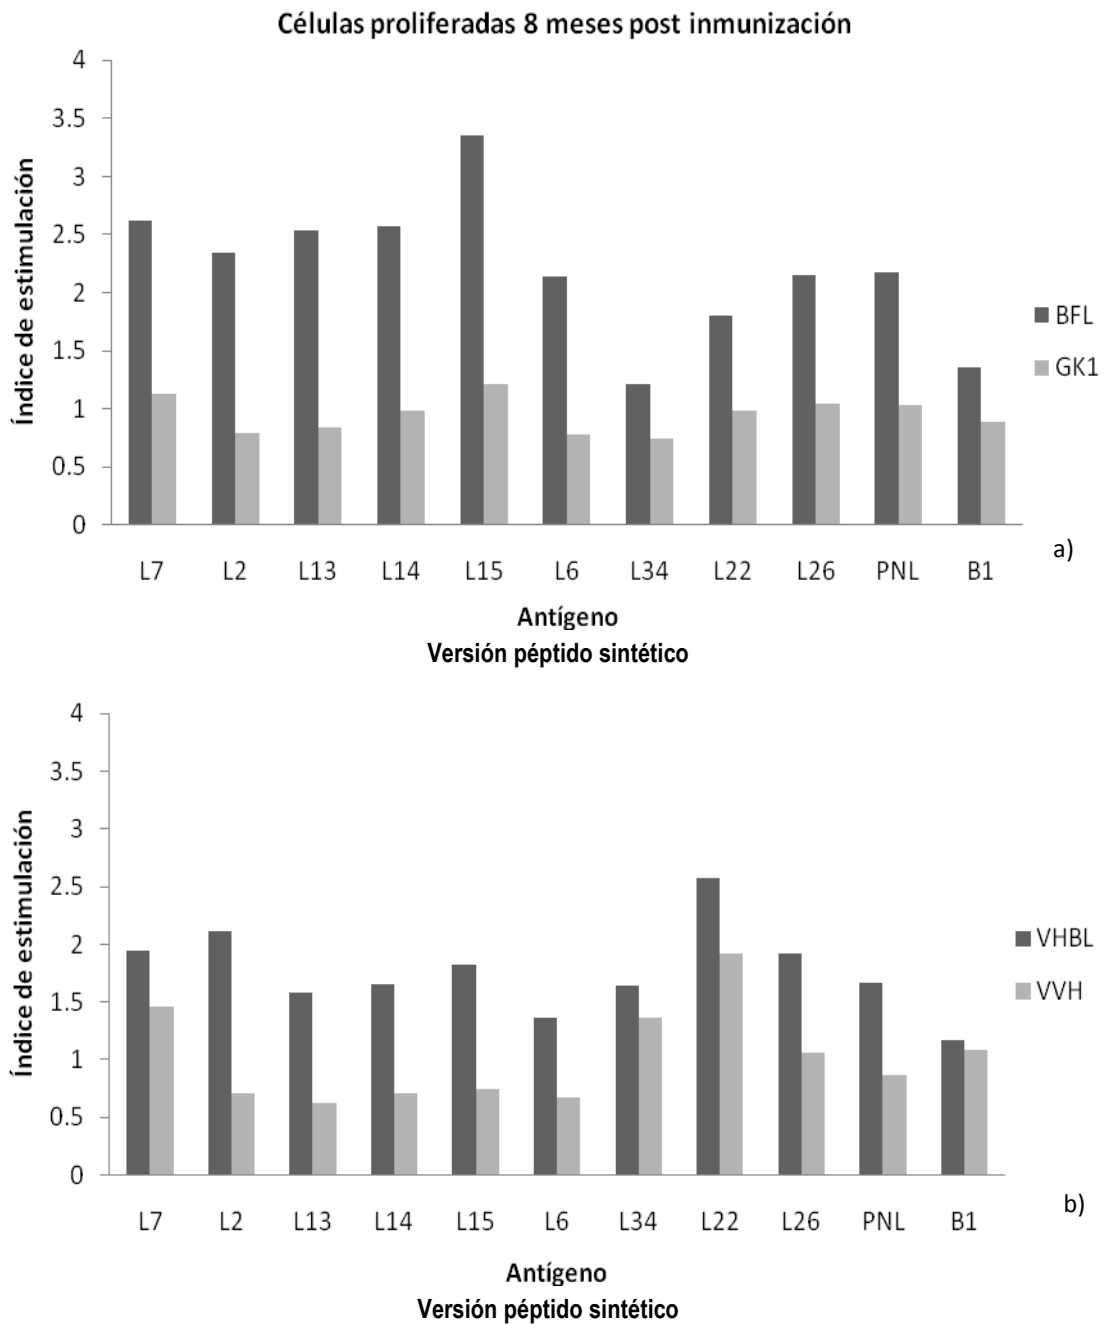 Células proliferadas 8 meses post inmunización
Índice de estimulación
4
3.5
3
2.5
2
1.5
1
0.5
0
BFL
GK1
L7 L2 L13 L14 L15 L6 L34 L22 L26 PNL B1
a)
Antígeno
Versión péptido sintético
Índice de estimulación
4
3.5
3
2.5
2
1.5
1
0.5
0
VHBL
VVH
L7 L2 L13 L14 L15 L6 L34 L22 L26 PNL B1
b)
Antígeno
Versión péptido sintético